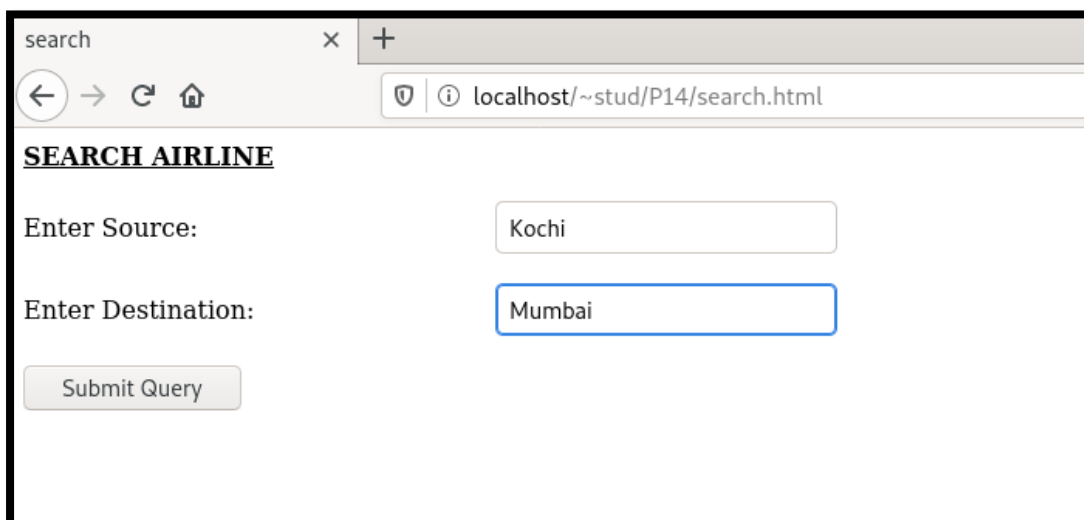 search
localhost/~stud/P14/search.html
SEARCH AIRLINE
Enter Source: Kochi
Enter Destination: Mumbai
Submit Query